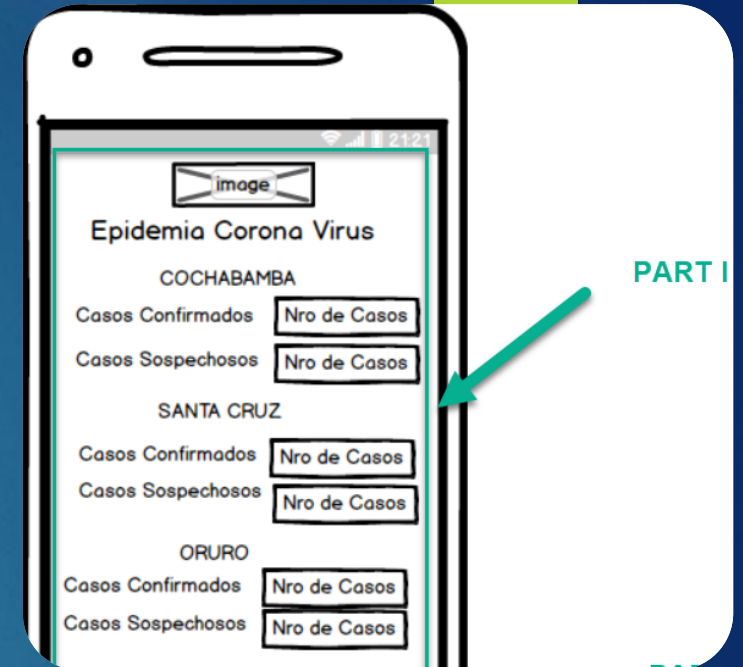 21:21
image
Epidemia Corona Virus
COCHABAMBA
Casos Confirmados Nro de Casos
Casos Sospechosos Nro de Casos
SANTA CRUZ
Casos Confirmados Nro de Casos
Casos Sospechosos Nro de Casos
ORURO
Casos Confirmados Nro de Casos
Casos Sospechosos Nro de Casos
PART I